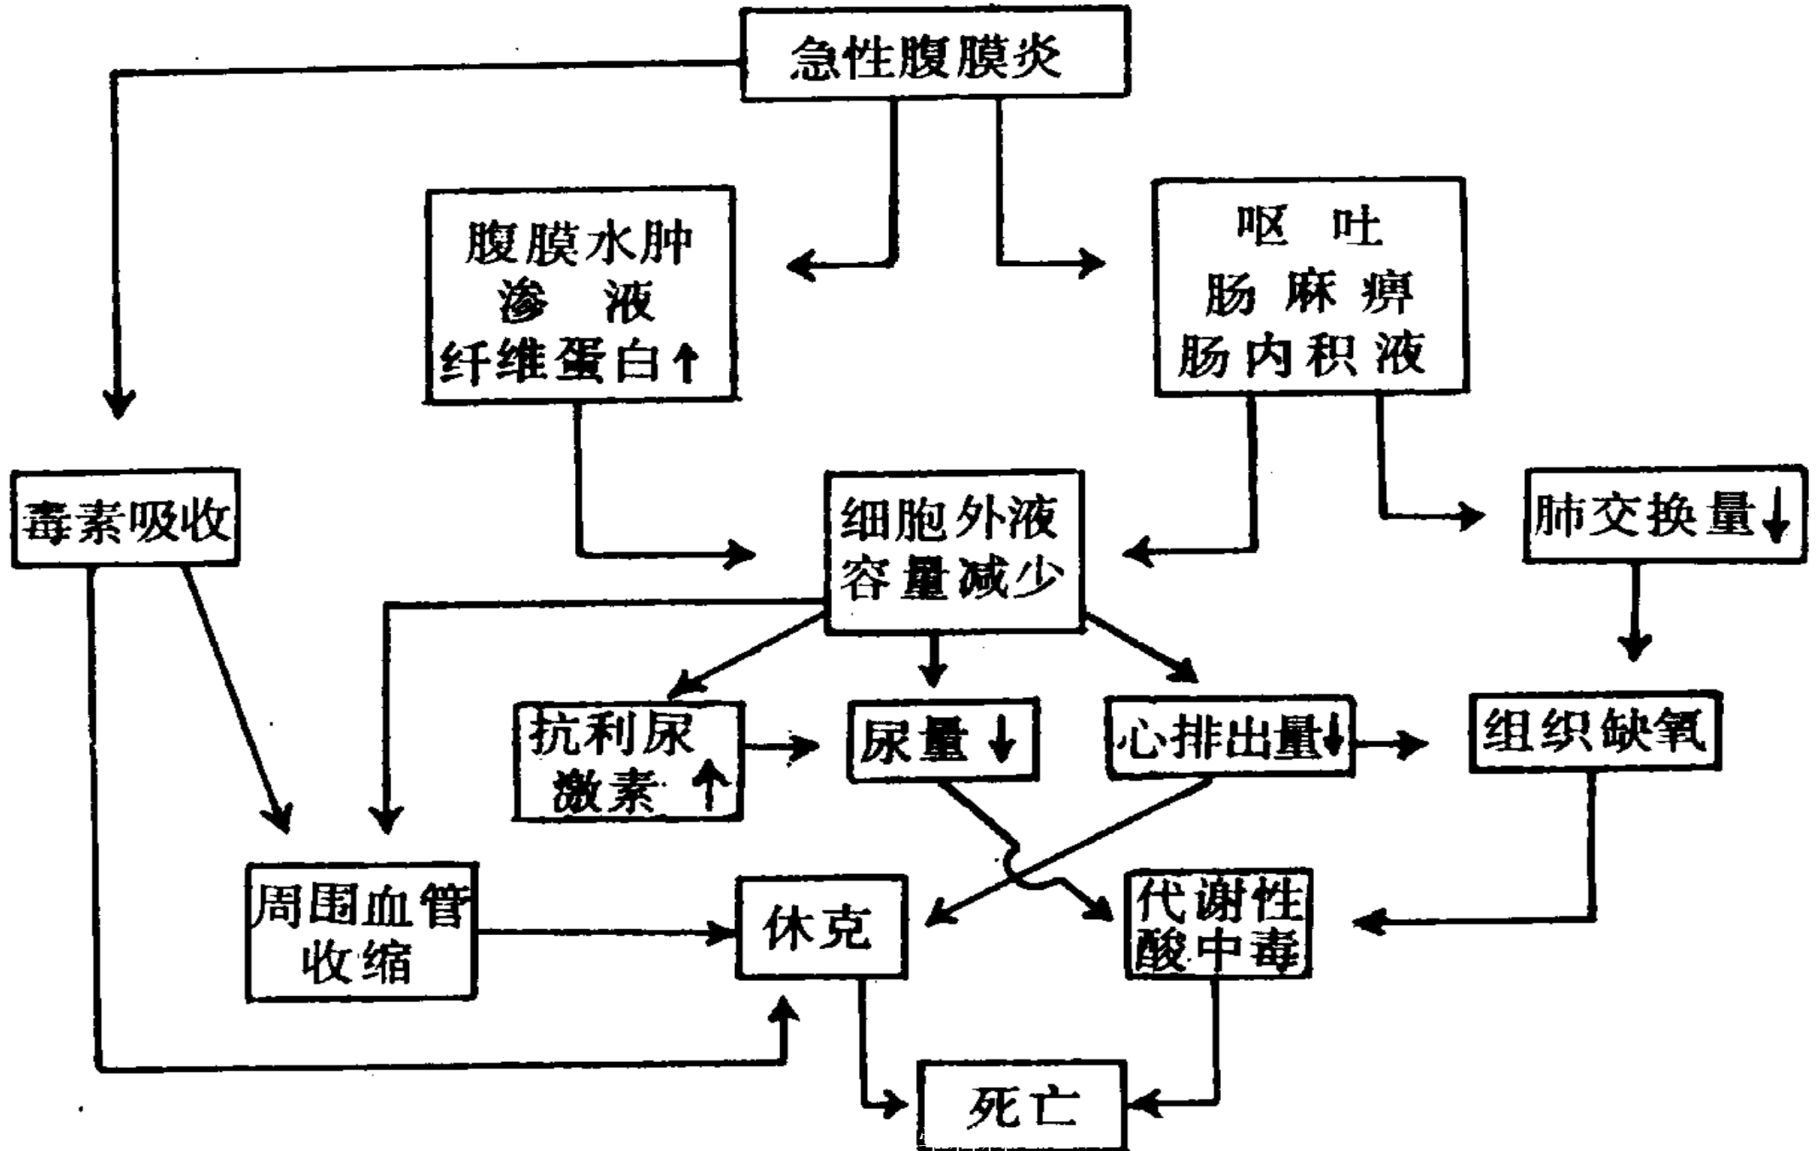 急性腹膜炎
腹膜水肿
渗液
纤维蛋白↑
呕吐
肠麻痹
肠内积液
毒素吸收
细胞外液
容量减少
肺交换量↓
抗利尿
激素↑
尿量↓
心排出量↓
组织缺氧
周围血管
收缩
休克
代谢性
酸中毒
死亡